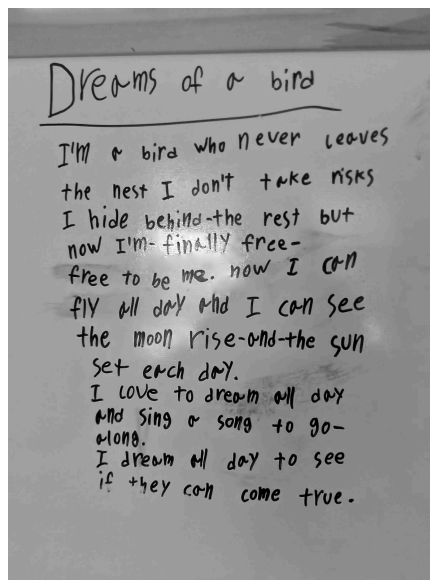 Dreams of a bird
I'm a bird who never leaves
the nest I don't take risks
I hide behind-the rest but
now I'm-finally free-
free to be me. now I can
fly all day and I can see
the moon rise-and-the sun
set each day.
I love to dream all day
and sing a song to go-
along.
I dream all day to see
if they can come true.